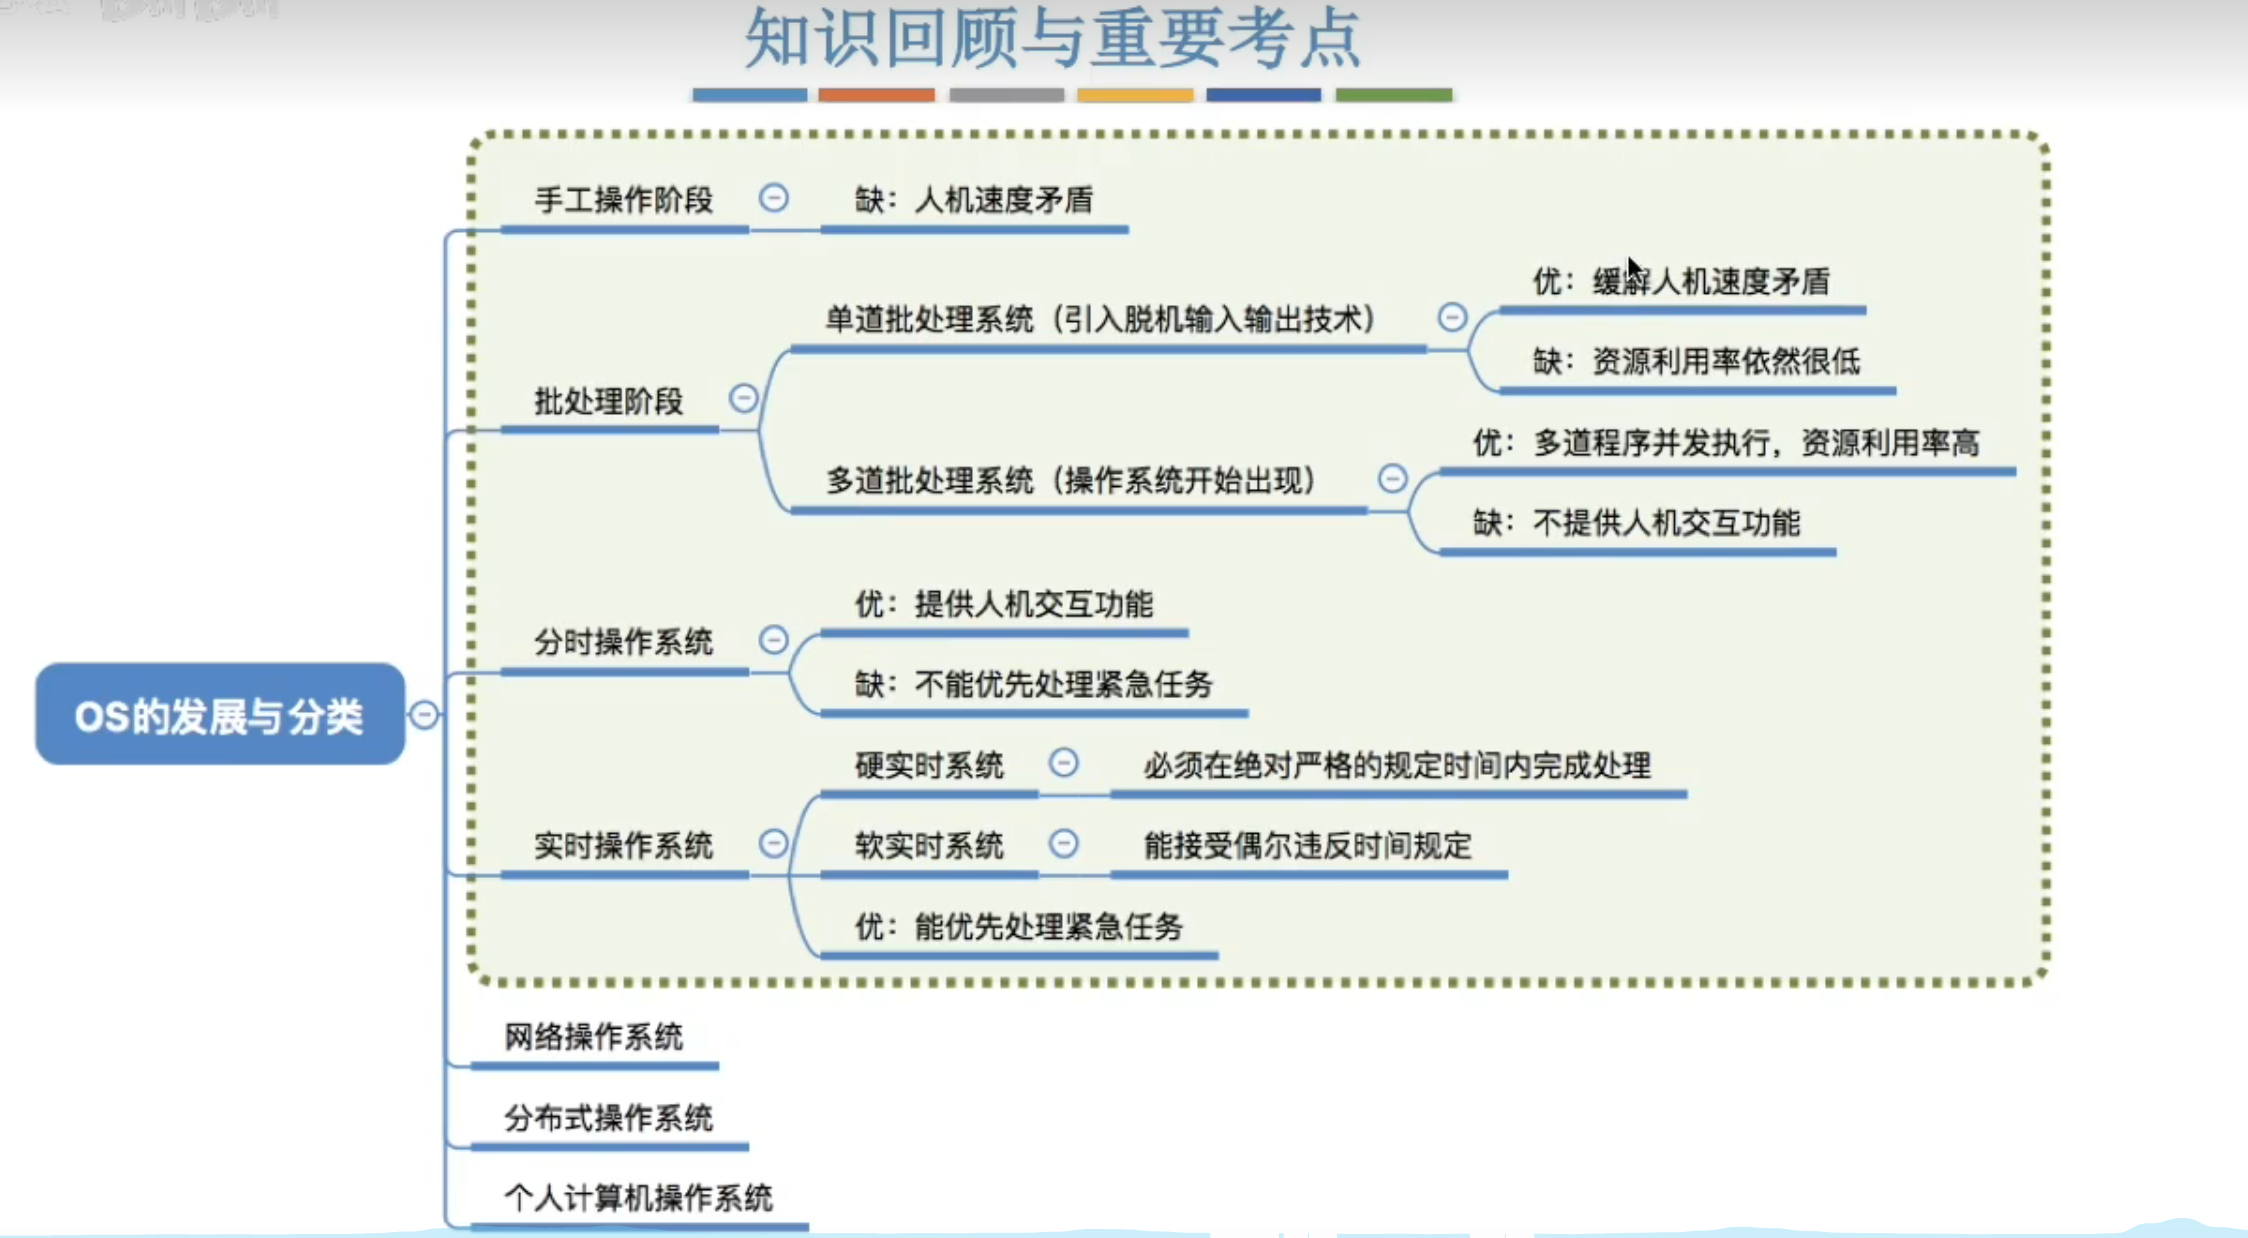 知识回顾与重要考点
手工操作阶段
缺：人机速度矛盾
批处理阶段
单道批处理系统（引入脱机输入输出技术）
优：缓解人机速度矛盾
缺：资源利用率依然很低
多道批处理系统（操作系统开始出现）
优：多道程序并发执行，资源利用率高
缺：不提供人机交互功能
OS的发展与分类
分时操作系统
优：提供人机交互功能
缺：不能优先处理紧急任务
实时操作系统
硬实时系统
必须在绝对严格的规定时间内完成处理
软实时系统
能接受偶尔违反时间规定
优：能优先处理紧急任务
网络操作系统
分布式操作系统
个人计算机操作系统